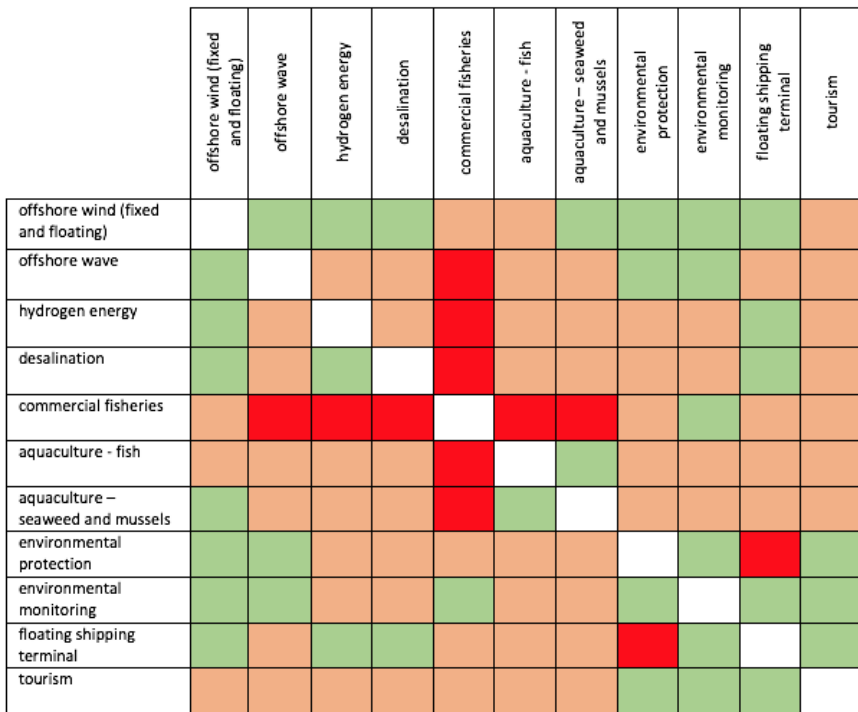 offshore wind (fixed
and floating)
offshore wave
hydrogen energy
desalination
commercial fisheries
aquaculture - fish
aquaculture – seaweed
and mussels
environmental
protection
environmental
monitoring
floating shipping
terminal
tourism
offshore wind (fixed
and floating)
offshore wave
hydrogen energy
desalination
commercial fisheries
aquaculture - fish
aquaculture –
seaweed and mussels
environmental
protection
environmental
monitoring
floating shipping
terminal
tourism